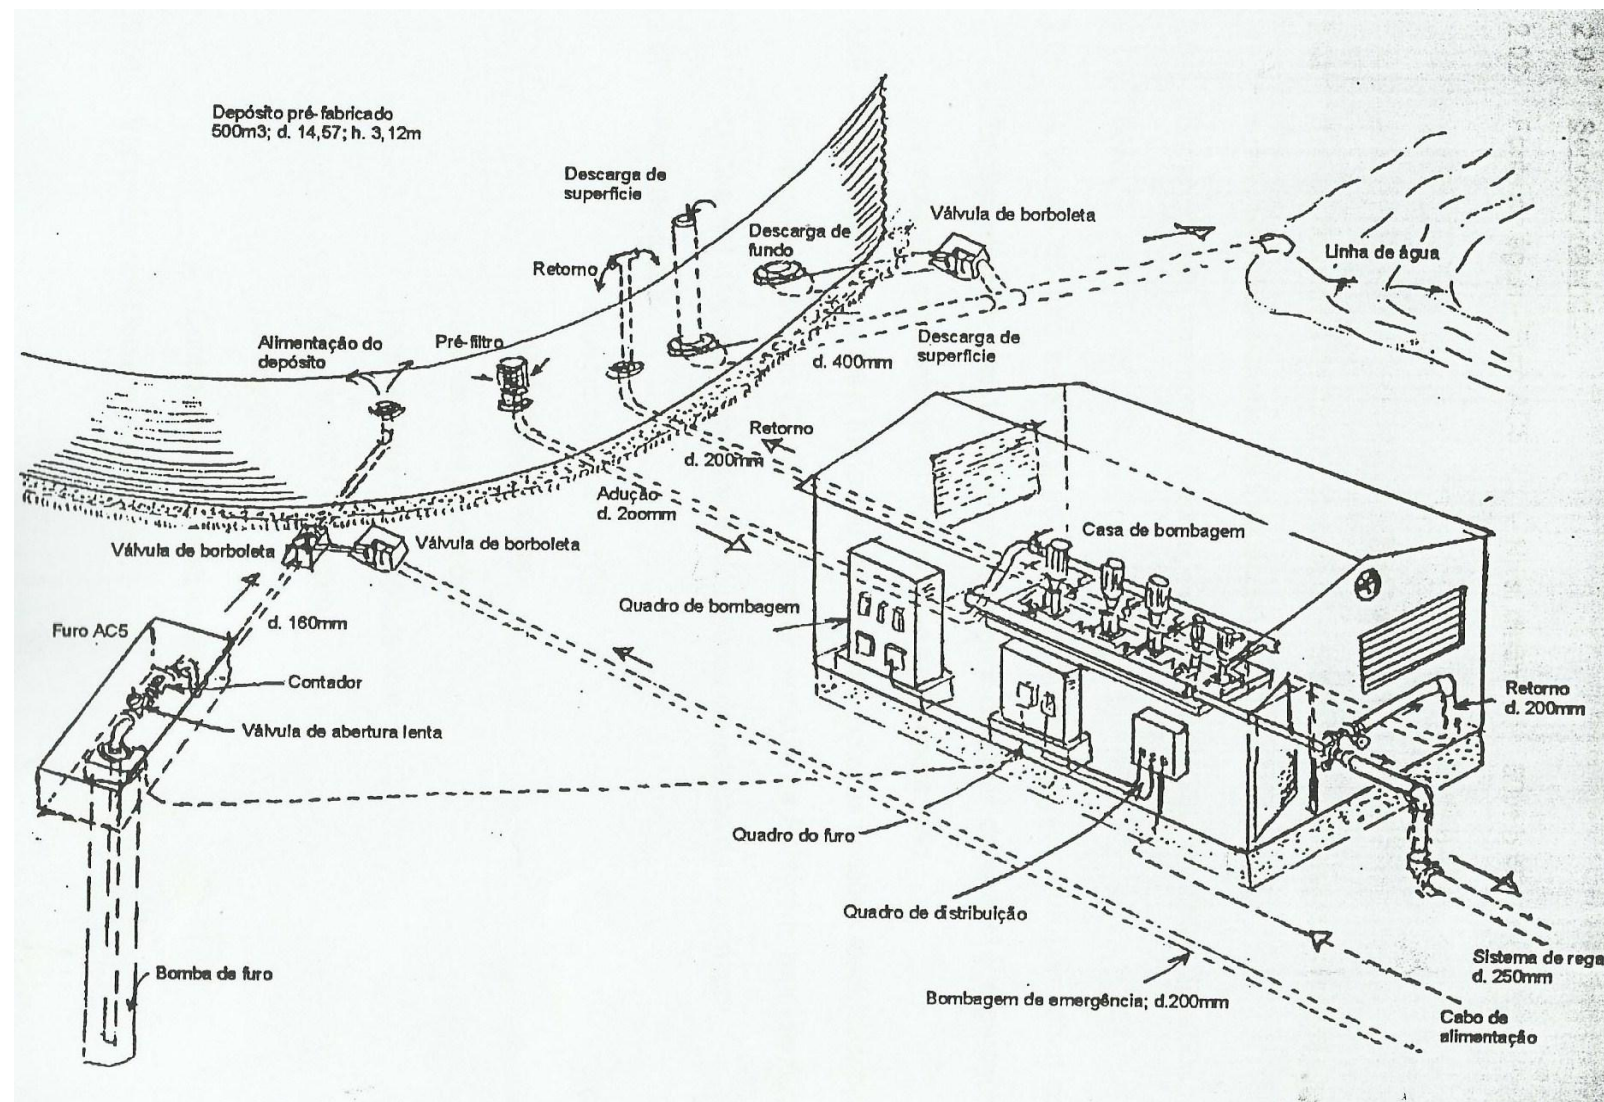 Depósito pré-fabricado
500m3; d. 14,57; h. 3,12m
Descarga de
superfície
Válvula de borboleta
Descarga de
fundo
Retorno
Linha de água
Alimentação do
depósito
Pré-filtro
Descarga de
superfície
d. 400mm
Retorno
d. 200mm
Adução
d. 2oomm
Casa de bombagem
Válvula de borboleta
Válvula de borboleta
Quadro de bombagem
Furo AC5
d. 160mm
Contador
Retorno
d. 200mm
Válvula de abertura lenta
Quadro do furo
Quadro de distribuição
Sistema de rega
d. 250mm
Bomba de furo
Bombagem de emergência; d.200mm
Cabo de
alimentação